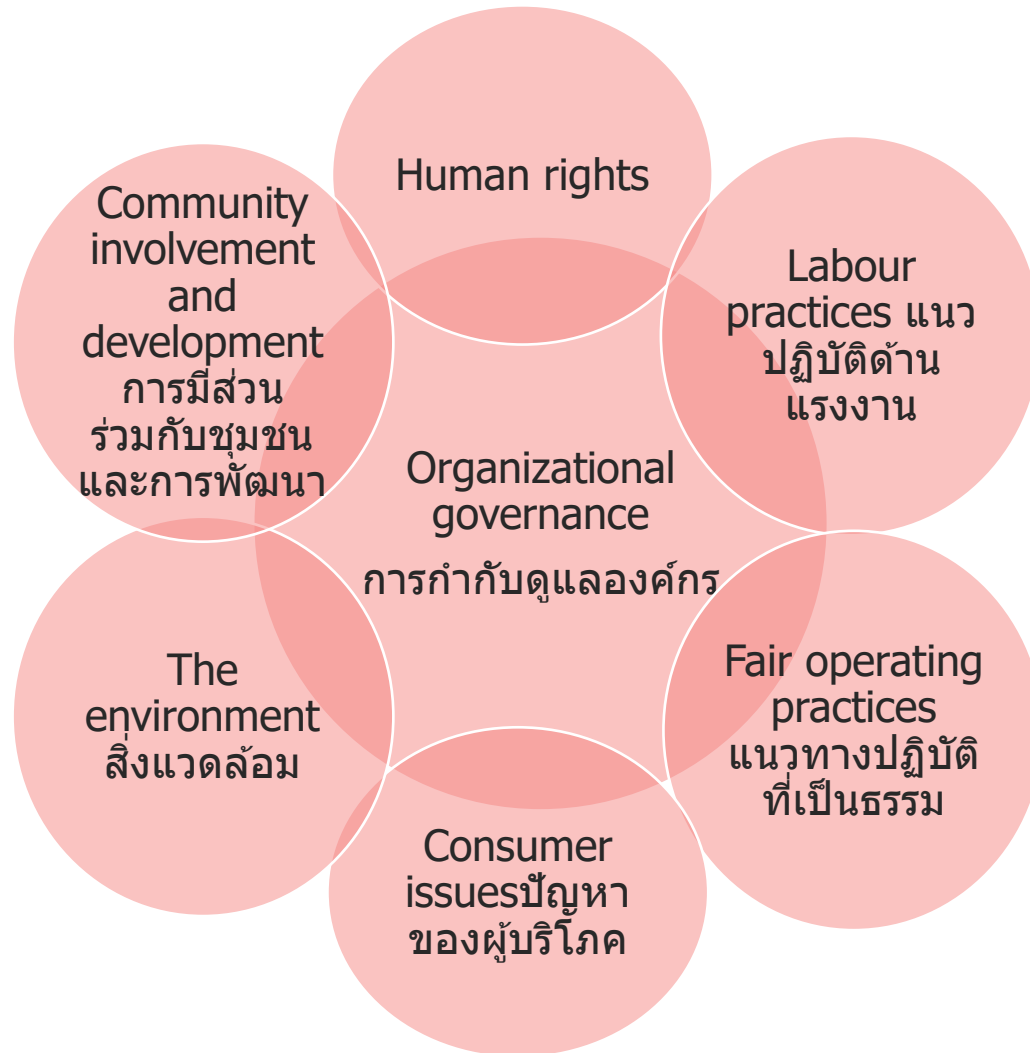 Human rights
Community
involvement
and
development
การมีส่วน
ร่วมกับชุมชน
และการพัฒนา
Labour
practices แนว
ปฏิบัติด้าน
แรงงาน
Organizational
governance
การกำกับดูแลองค์กร
The
environment
สิ่งแวดล้อม
Fair operating
practices
แนวทางปฏิบัติ
ที่เป็นธรรม
Consumer
issuesปัญหา
ของผู้บริโภค